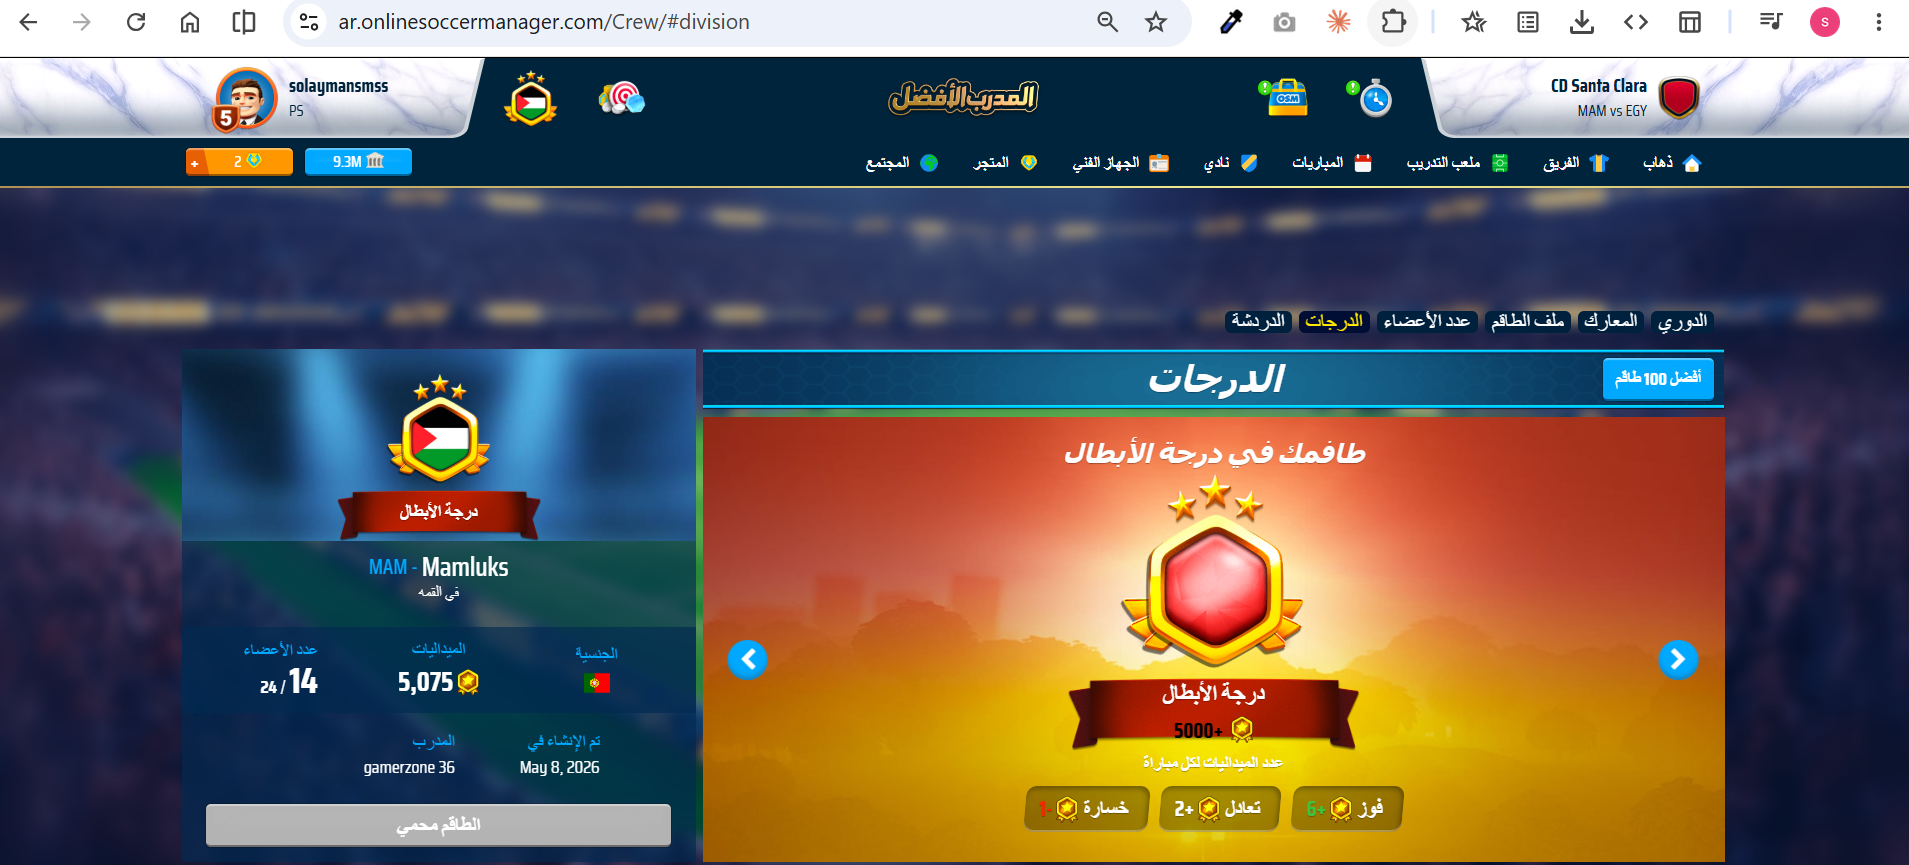 ar.onlinesoccermanager.com/Crew/#division
s
solaymansmss
PS
5
المدرب الأفضل
OSM
CD Santa Clara
MAM vs EGY
+ 2
9.3M
ذهاب
الفريق
ملعب التدريب
المباريات
نادي
الجهاز الفني
المتجر
المجتمع
الدوري
المعارك
ملف الطاقم
عدد الأعضاء
الدرجات
الدردشة
الدرجات
أفضل 100 طاقم
درجة الأبطال
MAM - Mamluks
في القمه
الجنسية
الميداليات
5,075
عدد الأعضاء
14 / 24
تم الإنشاء في
May 8, 2026
المدرب
gamerzone 36
الطاقم محمي
طاقمك في درجة الأبطال
درجة الأبطال
5000+
عدد الميداليات لكل مباراة
فوز +6
تعادل +2
خسارة -1